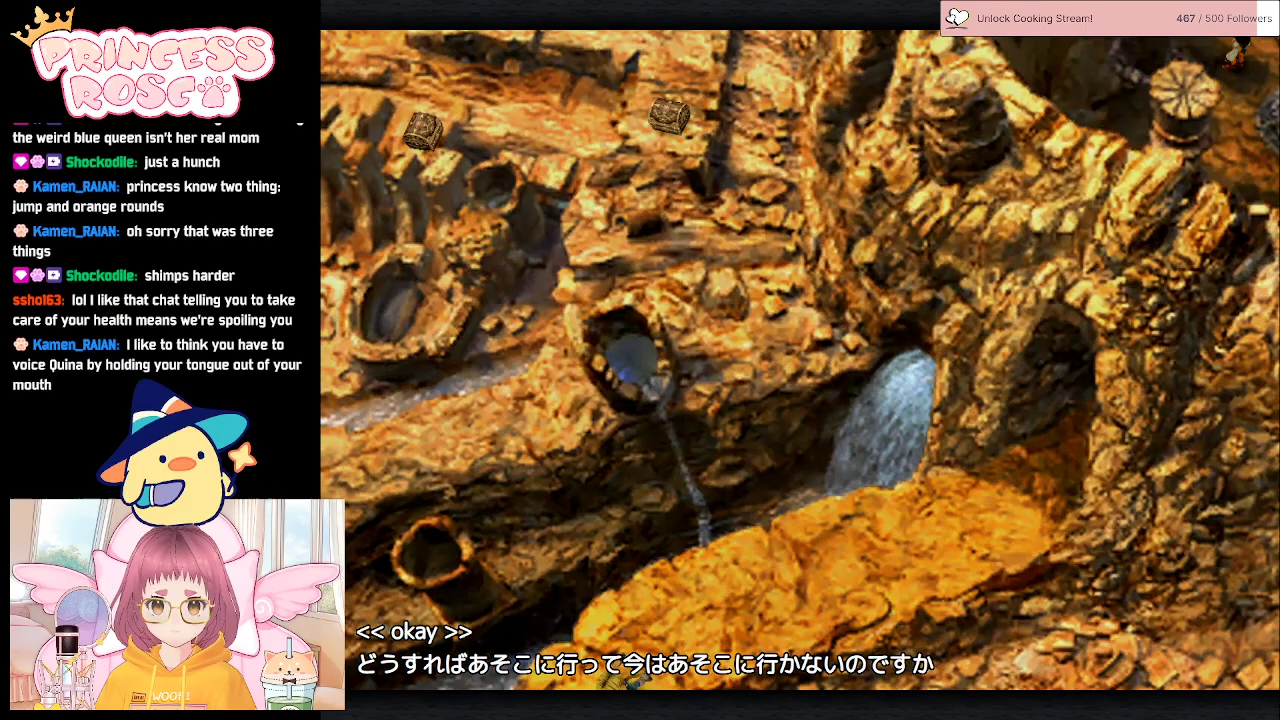 PRINCESS
ROSE
Unlock Cooking Stream!
467 / 500 Followers
the weird blue queen isn't her real mom
Shockodile: just a hunch
Kamen_RAIAN: princess know two thing:
jump and orange rounds
Kamen_RAIAN: oh sorry that was three
things
Shockodile: shimps harder
ssho163: lol I like that chat telling you to take
care of your health means we're spoiling you
Kamen_RAIAN: I like to think you have to
voice Quina by holding your tongue out of your
mouth
WOOF!
<< okay >>
どうすればあそこに行って今はあそこに行かないのですか